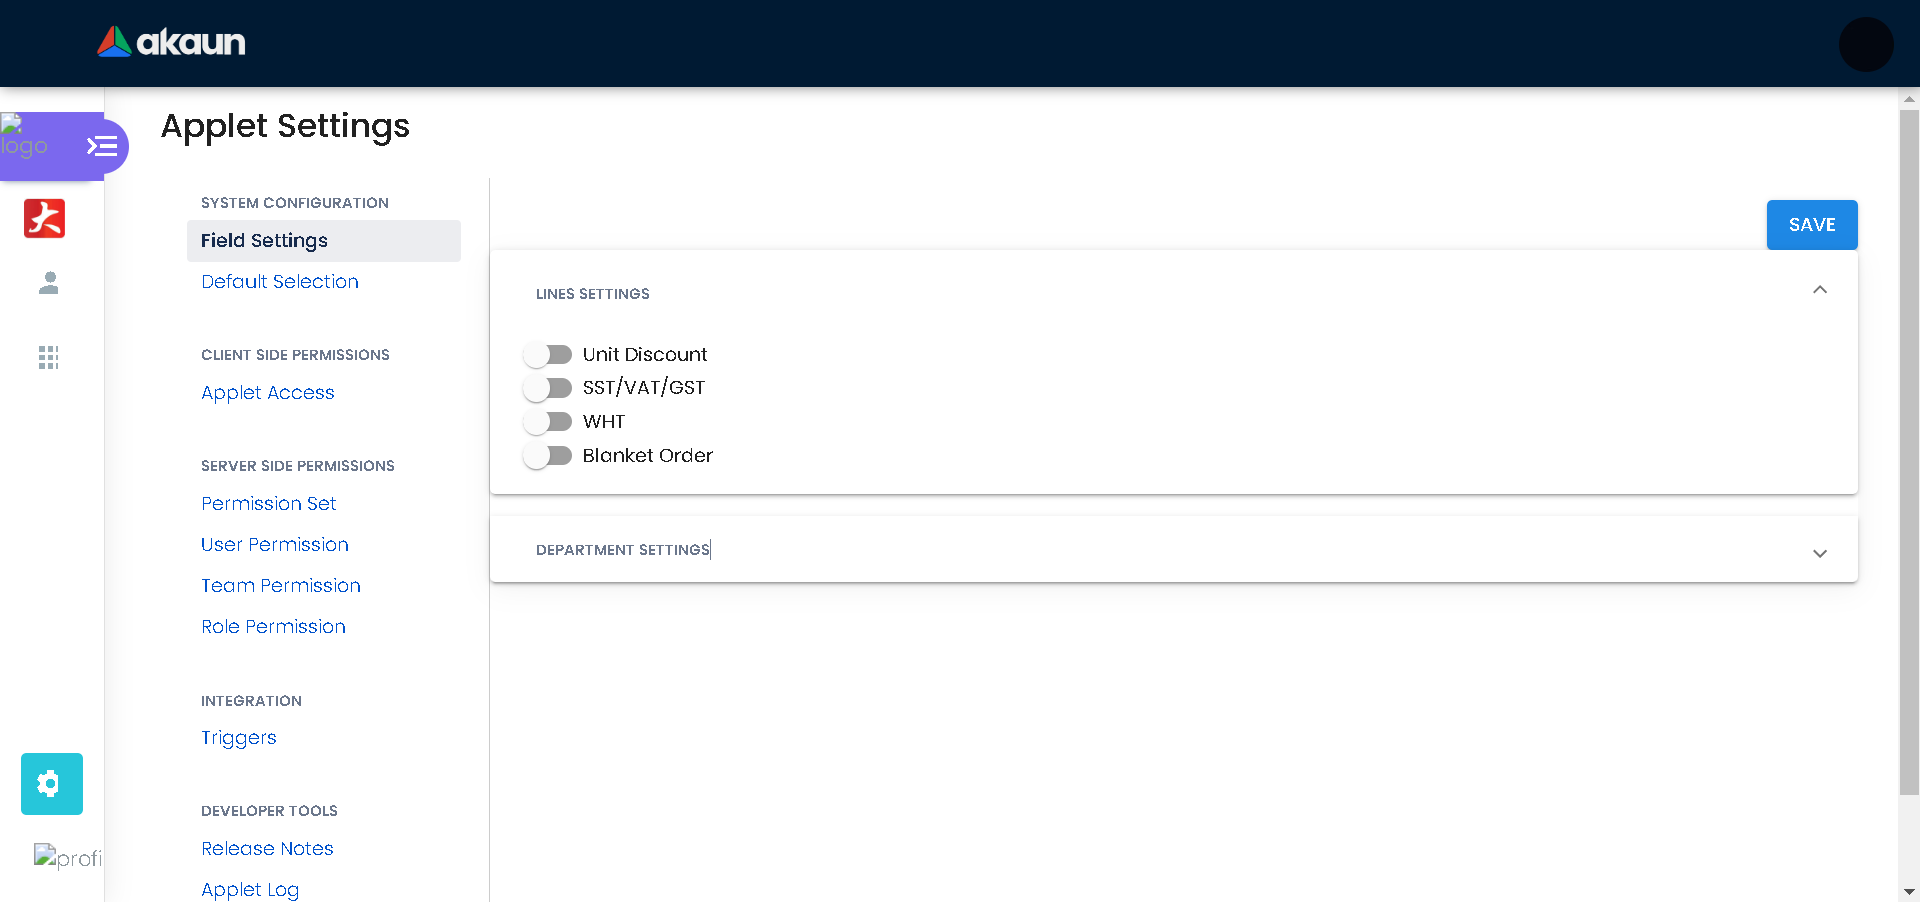 akaun
logo
Applet Settings
SYSTEM CONFIGURATION
Field Settings
Default Selection
CLIENT SIDE PERMISSIONS
Applet Access
SERVER SIDE PERMISSIONS
Permission Set
User Permission
Team Permission
Role Permission
INTEGRATION
Triggers
DEVELOPER TOOLS
Release Notes
Applet Log
SAVE
LINES SETTINGS
Unit Discount
SST/VAT/GST
WHT
Blanket Order
DEPARTMENT SETTINGS
profi